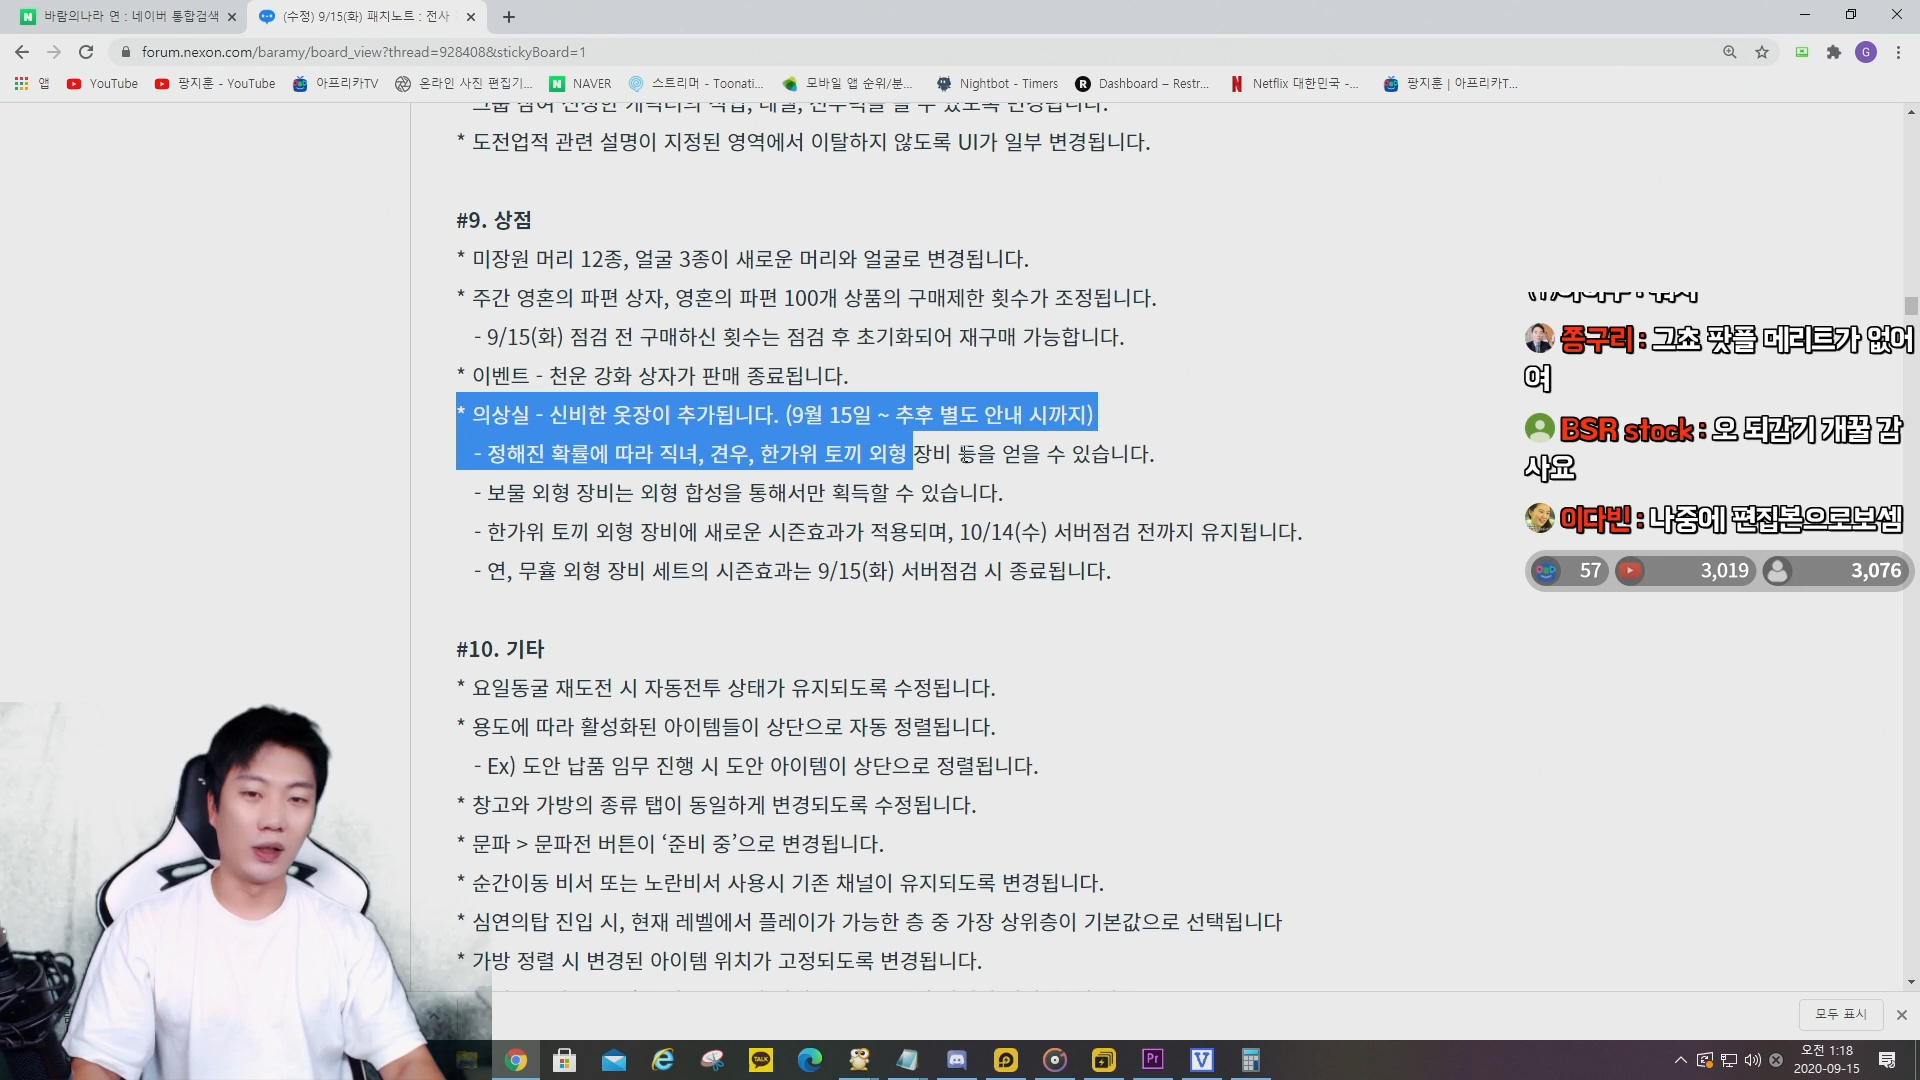 바람의나라 연 : 네이버 통합검색
(수정) 9/15(화) 패치노트 : 전사
forum.nexon.com/baramy/board_view?thread=928408&stickyBoard=1
G
앱
YouTube
팡지훈 - YouTube
아프리카TV
온라인 사진 편집기...
NAVER
스트리머 - Toonati...
모바일 앱 순위/분...
Nightbot - Timers
Dashboard – Restr...
Netflix 대한민국 -...
팡지훈 | 아프리카T...
* 도전업적 관련 설명이 지정된 영역에서 이탈하지 않도록 UI가 일부 변경됩니다.
#9. 상점
* 미장원 머리 12종, 얼굴 3종이 새로운 머리와 얼굴로 변경됩니다.
* 주간 영혼의 파편 상자, 영혼의 파편 100개 상품의 구매제한 횟수가 조정됩니다.
- 9/15(화) 점검 전 구매하신 횟수는 점검 후 초기화되어 재구매 가능합니다.
* 이벤트 - 천운 강화 상자가 판매 종료됩니다.
* 의상실 - 신비한 옷장이 추가됩니다. (9월 15일 ~ 추후 별도 안내 시까지)
- 정해진 확률에 따라 직녀, 견우, 한가위 토끼 외형 장비 등을 얻을 수 있습니다.
- 보물 외형 장비는 외형 합성을 통해서만 획득할 수 있습니다.
- 한가위 토끼 외형 장비에 새로운 시즌효과가 적용되며, 10/14(수) 서버점검 전까지 유지됩니다.
- 연, 무휼 외형 장비 세트의 시즌효과는 9/15(화) 서버점검 시 종료됩니다.
#10. 기타
* 요일동굴 재도전 시 자동전투 상태가 유지되도록 수정됩니다.
* 용도에 따라 활성화된 아이템들이 상단으로 자동 정렬됩니다.
- Ex) 도안 납품 임무 진행 시 도안 아이템이 상단으로 정렬됩니다.
* 창고와 가방의 종류 탭이 동일하게 변경되도록 수정됩니다.
* 문파 > 문파전 버튼이 ‘준비 중’으로 변경됩니다.
* 순간이동 비서 또는 노란비서 사용시 기존 채널이 유지되도록 변경됩니다.
* 심연의탑 진입 시, 현재 레벨에서 플레이가 가능한 층 중 가장 상위층이 기본값으로 선택됩니다
* 가방 정렬 시 변경된 아이템 위치가 고정되도록 변경됩니다.
쫑구리 : 그쵸 팟플 메리트가 없어
여
BSR stock : 오 되감기 개꿀 감
사요
이다빈 : 나중에 편집본으로보셈
57
3,019
3,076
모두 표시
TALK
Pr
V
오전 1:18
2020-09-15